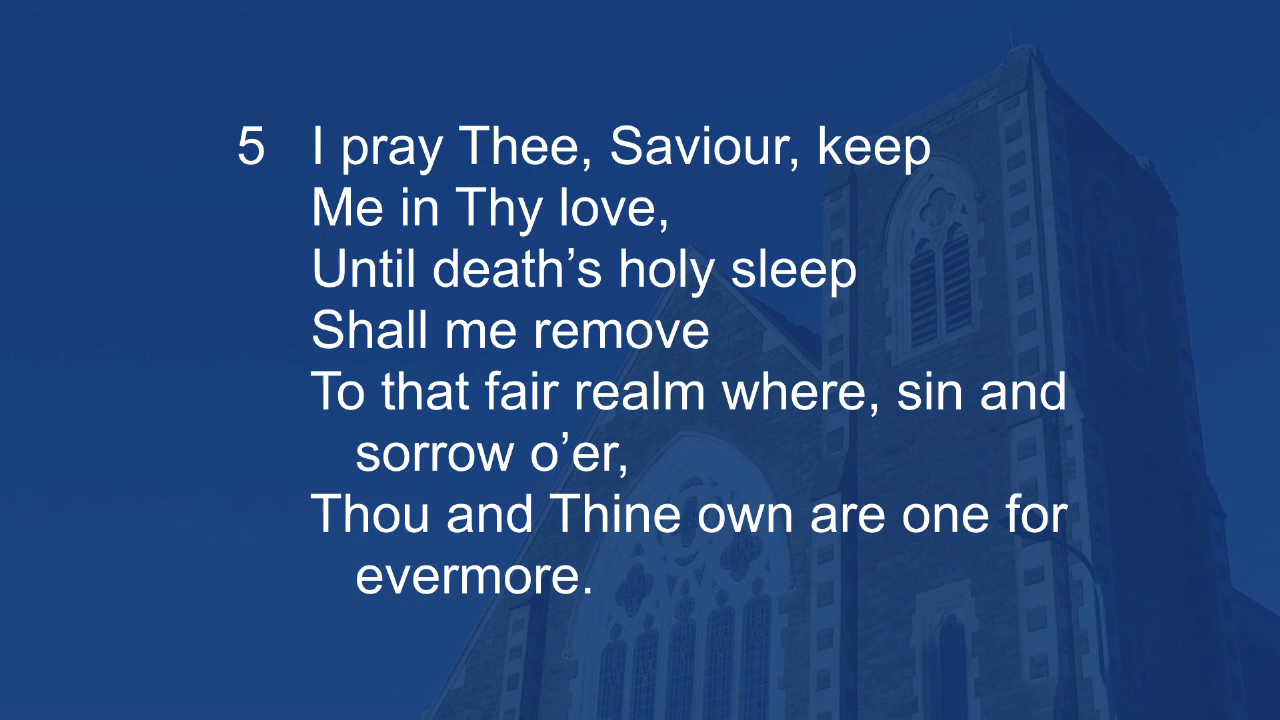 5 I pray Thee, Saviour, keep
Me in Thy love,
Until death’s holy sleep
Shall me remove
To that fair realm where, sin and
sorrow o’er,
Thou and Thine own are one for
evermore.